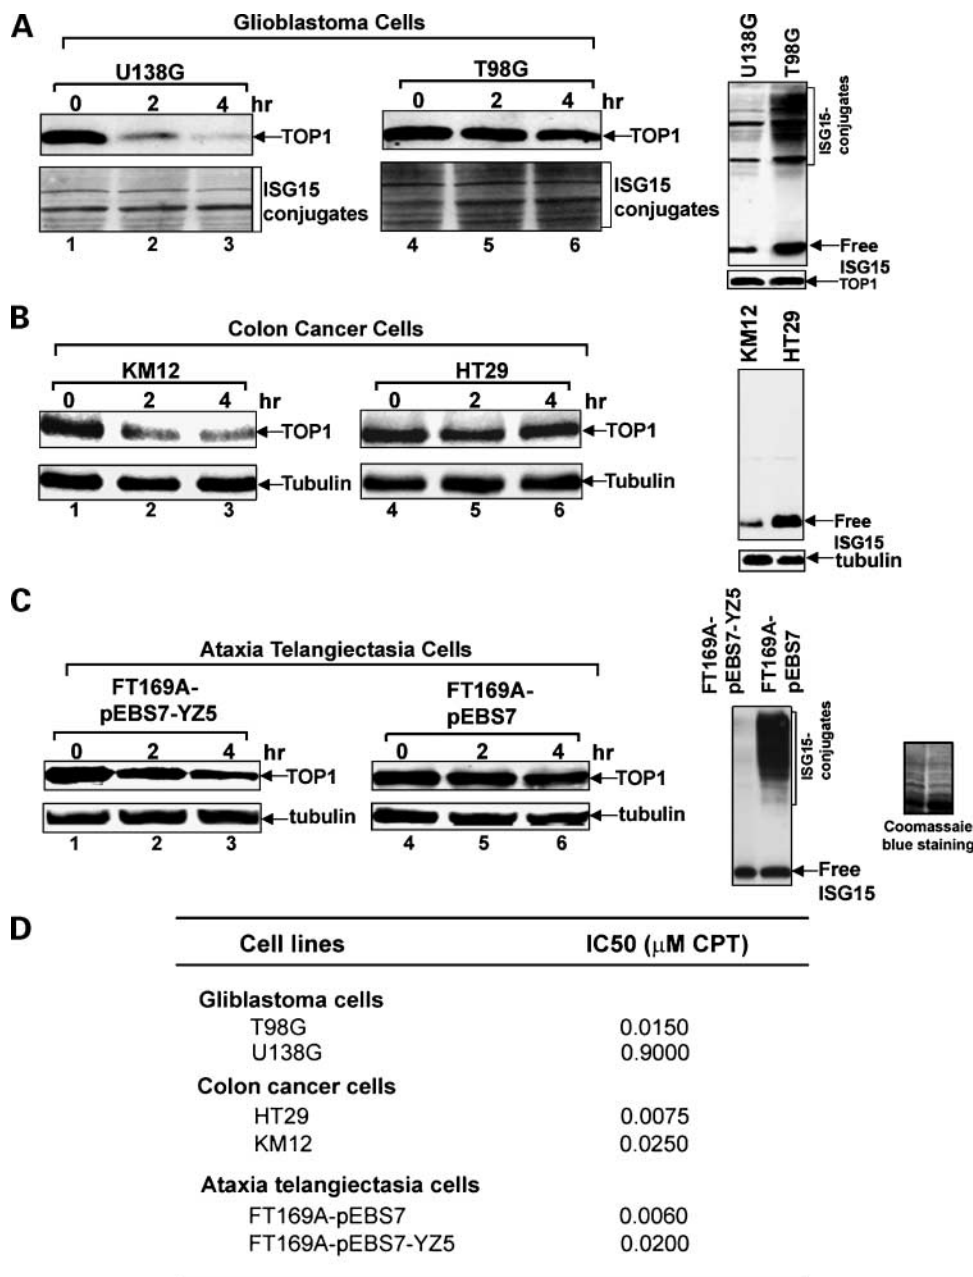 A
Glioblastoma Cells
U138G
0 2 4 hr
TOP1
ISG15
conjugates
1 2 3
T98G
0 2 4 hr
TOP1
ISG15
conjugates
4 5 6
U138G
T98G
ISG15-
conjugates
Free
ISG15
TOP1
B
Colon Cancer Cells
KM12
0 2 4 hr
TOP1
Tubulin
1 2 3
HT29
0 2 4 hr
TOP1
Tubulin
4 5 6
KM12
HT29
Free
ISG15
tubulin
C
Ataxia Telangiectasia Cells
FT169A-
pEBS7-YZ5
0 2 4 hr
TOP1
tubulin
1 2 3
FT169A-
pEBS7
0 2 4 hr
TOP1
tubulin
4 5 6
FT169A-
pEBS7-YZ5
FT169A-
pEBS7
ISG15-
conjugates
Free
ISG15
Coomassaie
blue staining
D
Cell lines IC50 (μM CPT)
Gliblastoma cells
T98G 0.0150
U138G 0.9000
Colon cancer cells
HT29 0.0075
KM12 0.0250
Ataxia telangiectasia cells
FT169A-pEBS7 0.0060
FT169A-pEBS7-YZ5 0.0200